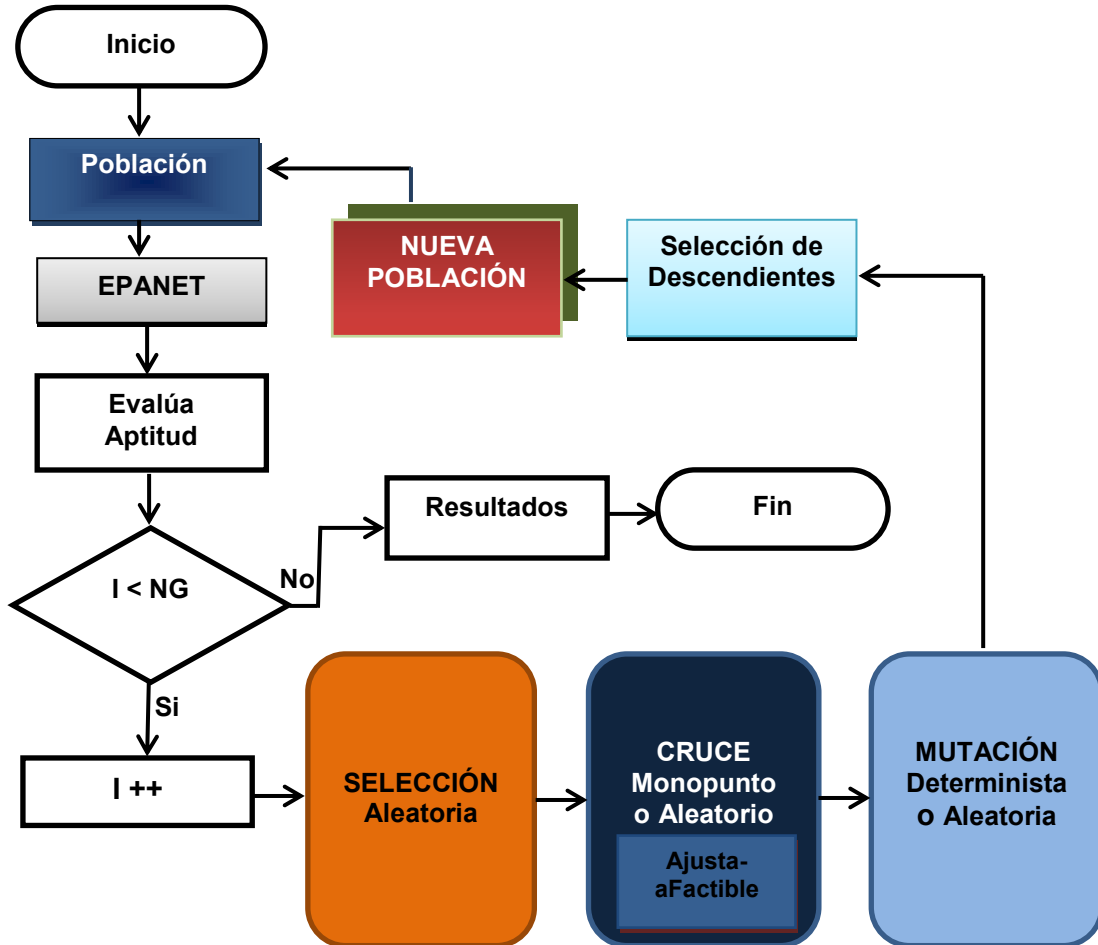 Inicio
Población
EPANET
Evalúa
Aptitud
I < NG
No
Si
I ++
NUEVA
POBLACIÓN
Selección de
Descendientes
Resultados
Fin
SELECCIÓN
Aleatoria
CRUCE
Monopunto
o Aleatorio
Ajusta-
aFactible
MUTACIÓN
Determinista
o Aleatoria